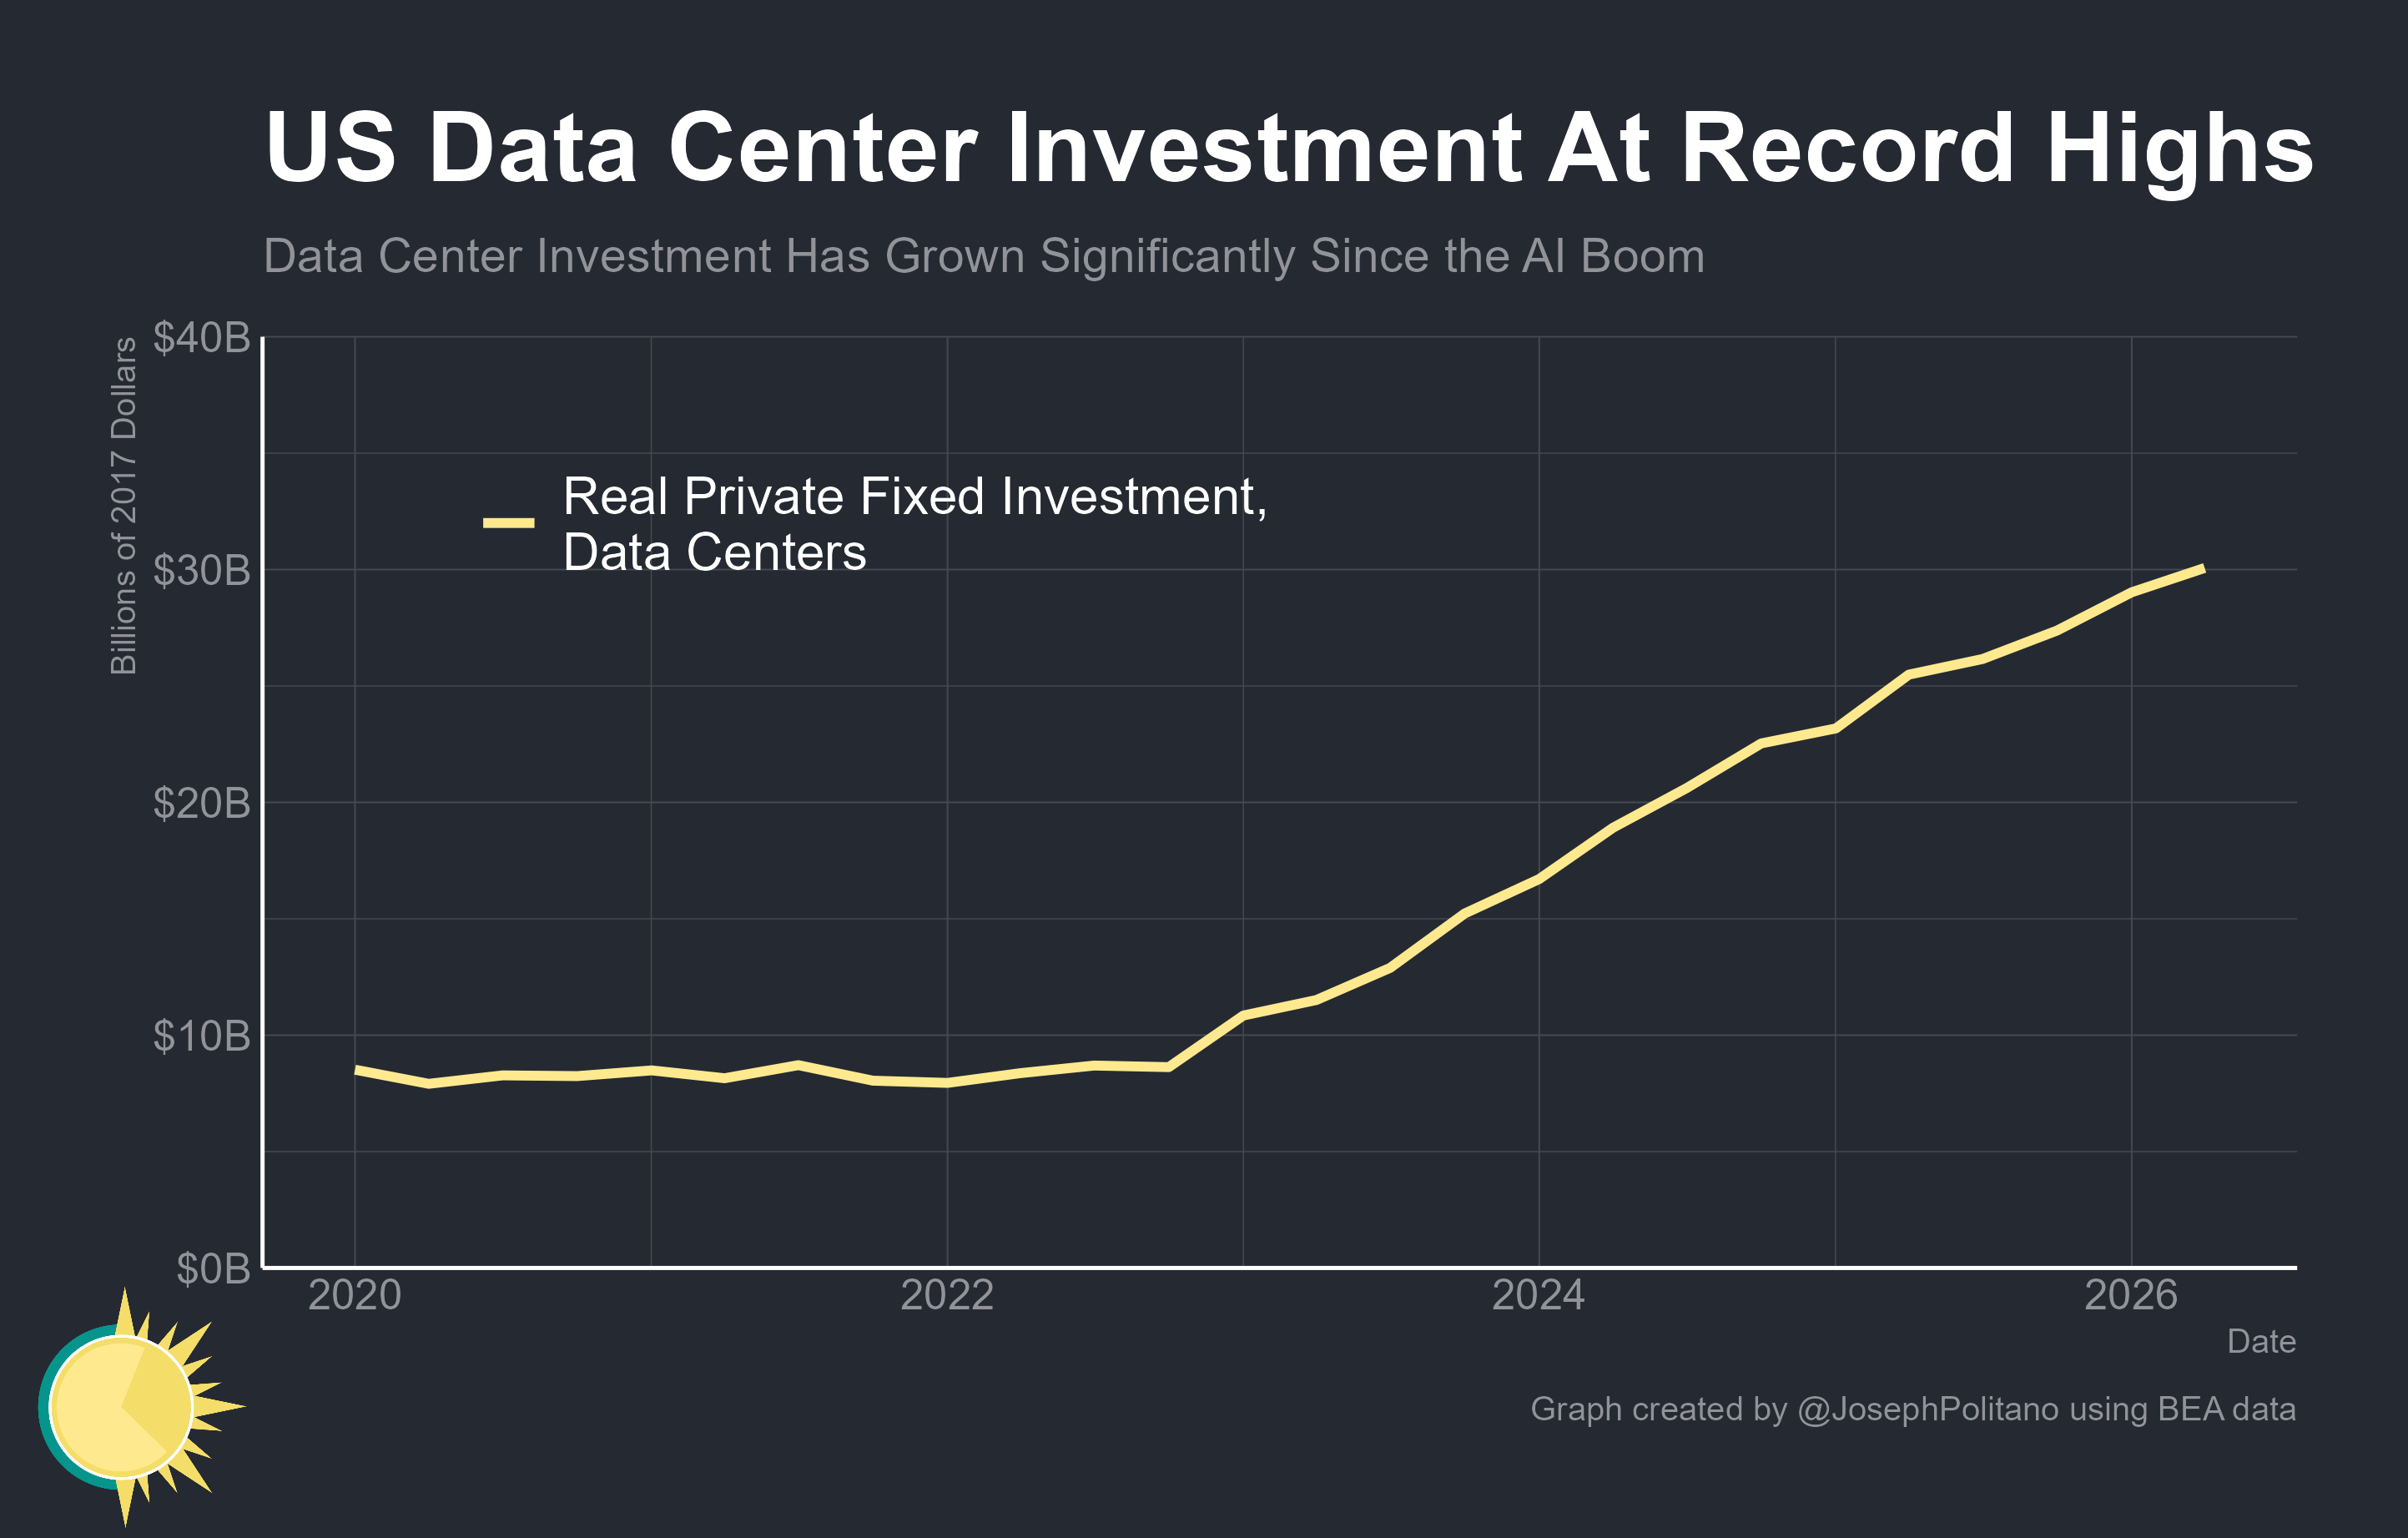 US Data Center Investment At Record Highs
Data Center Investment Has Grown Significantly Since the AI Boom
Billions of 2017 Dollars
$40B
$30B
$20B
$10B
$0B
Real Private Fixed Investment,
Data Centers
2020 2022 2024 2026
Date
Graph created by @JosephPolitano using BEA data